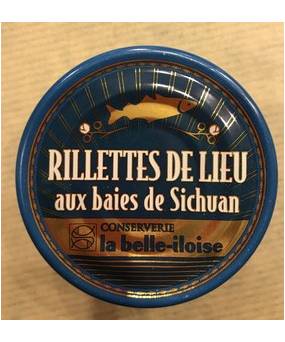 RILLETTES DE LIEU
aux baies de Sichuan
CONSERVERIE
la belle-iloise